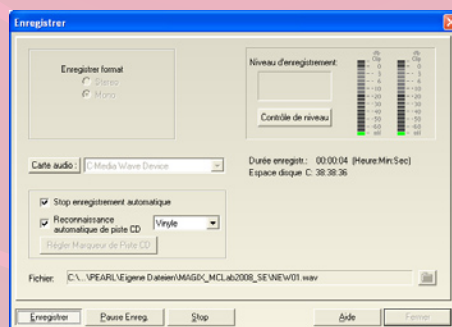 Enregistrer
Enregistrer format
Stereo
Mono
Niveau d'enregistrement:
Contrôle de niveau
Carte audio :
C-Media Wave Device
Durée enregistr.: 00:00:04 (Heure:Min:Sec)
Espace disque C: 38:38:36
Stop enregistrement automatique
Reconnaissance automatique de piste CD
Vinyle
Régler Marqueur de Piste CD
Fichier: C:\...\PEARL\Eigene Dateien\MAGIX_MCLab2008_SE\NEW01.wav
Enregistrer
Pause Enreg.
Stop
Aide
Fermer